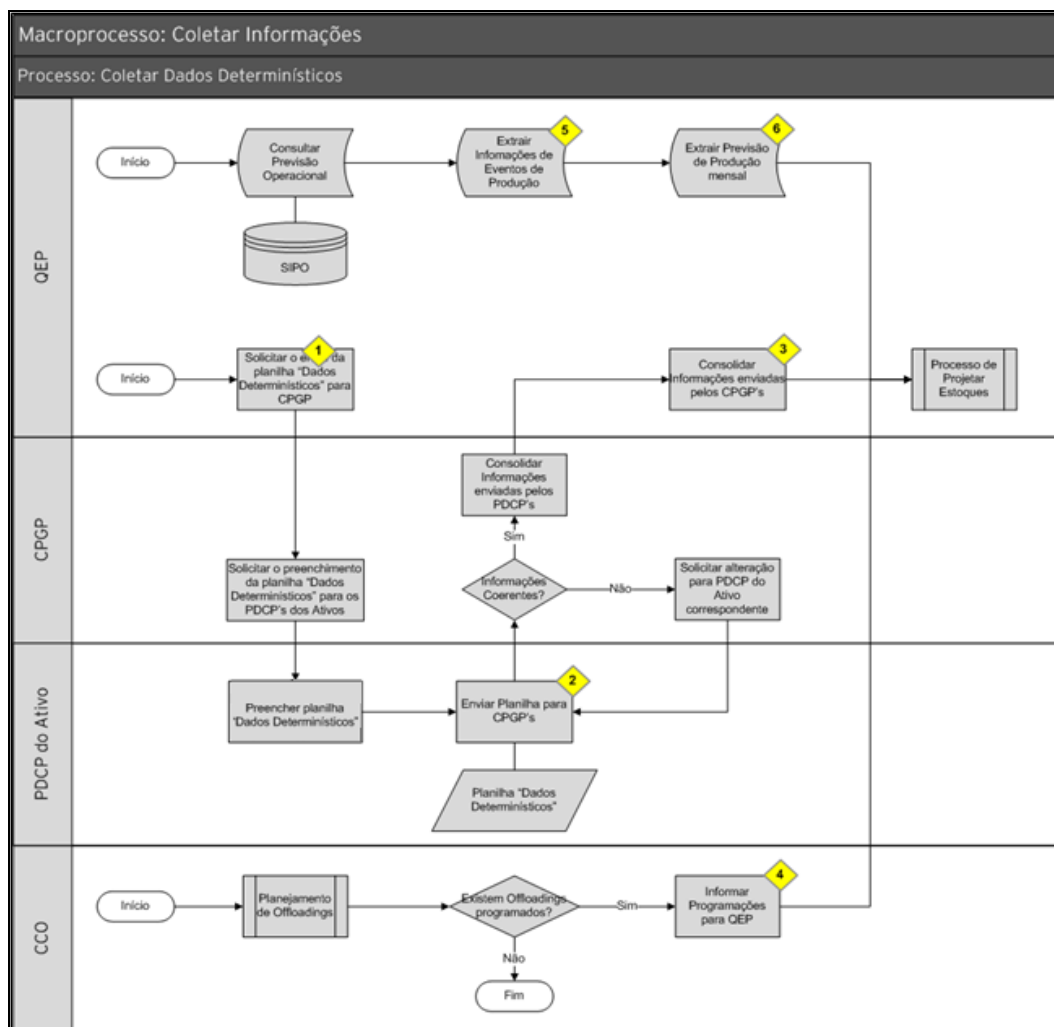 Macroprocesso: Coletar Informações
Processo: Coletar Dados Determinísticos
QEP
Início
Consultar
Previsão
Operacional
SIPO
5
Extrair
Infomações de
Eventos de
Produção
6
Extrair Previsão
de Produção
mensal
Início
1
Solicitar o
da
planilha “Dados
Determinísticos” para
CPGP
3
Consolidar
Informações enviadas
pelos CPGP's
Processo de
Projetar
Estoques
CPGP
Consolidar
Informações
enviadas pelos
PDCP's
Sim
Solicitar o preenchimento
da planilha “Dados
Determinísticos” para os
PDCP's dos Ativos
Informações
Coerentes?
Não
Solicitar alteração
para PDCP do
Ativo
correspondente
PDCP do Ativo
Preencher planilha
“Dados Determinísticos”
2
Enviar Planilha para
CPGP's
Planilha “Dados
Determinísticos”
CCO
Início
Planejamento
de Offloadings
Existem Offloadings
programados?
Sim
4
Informar
Programações
para QEP
Não
Fim